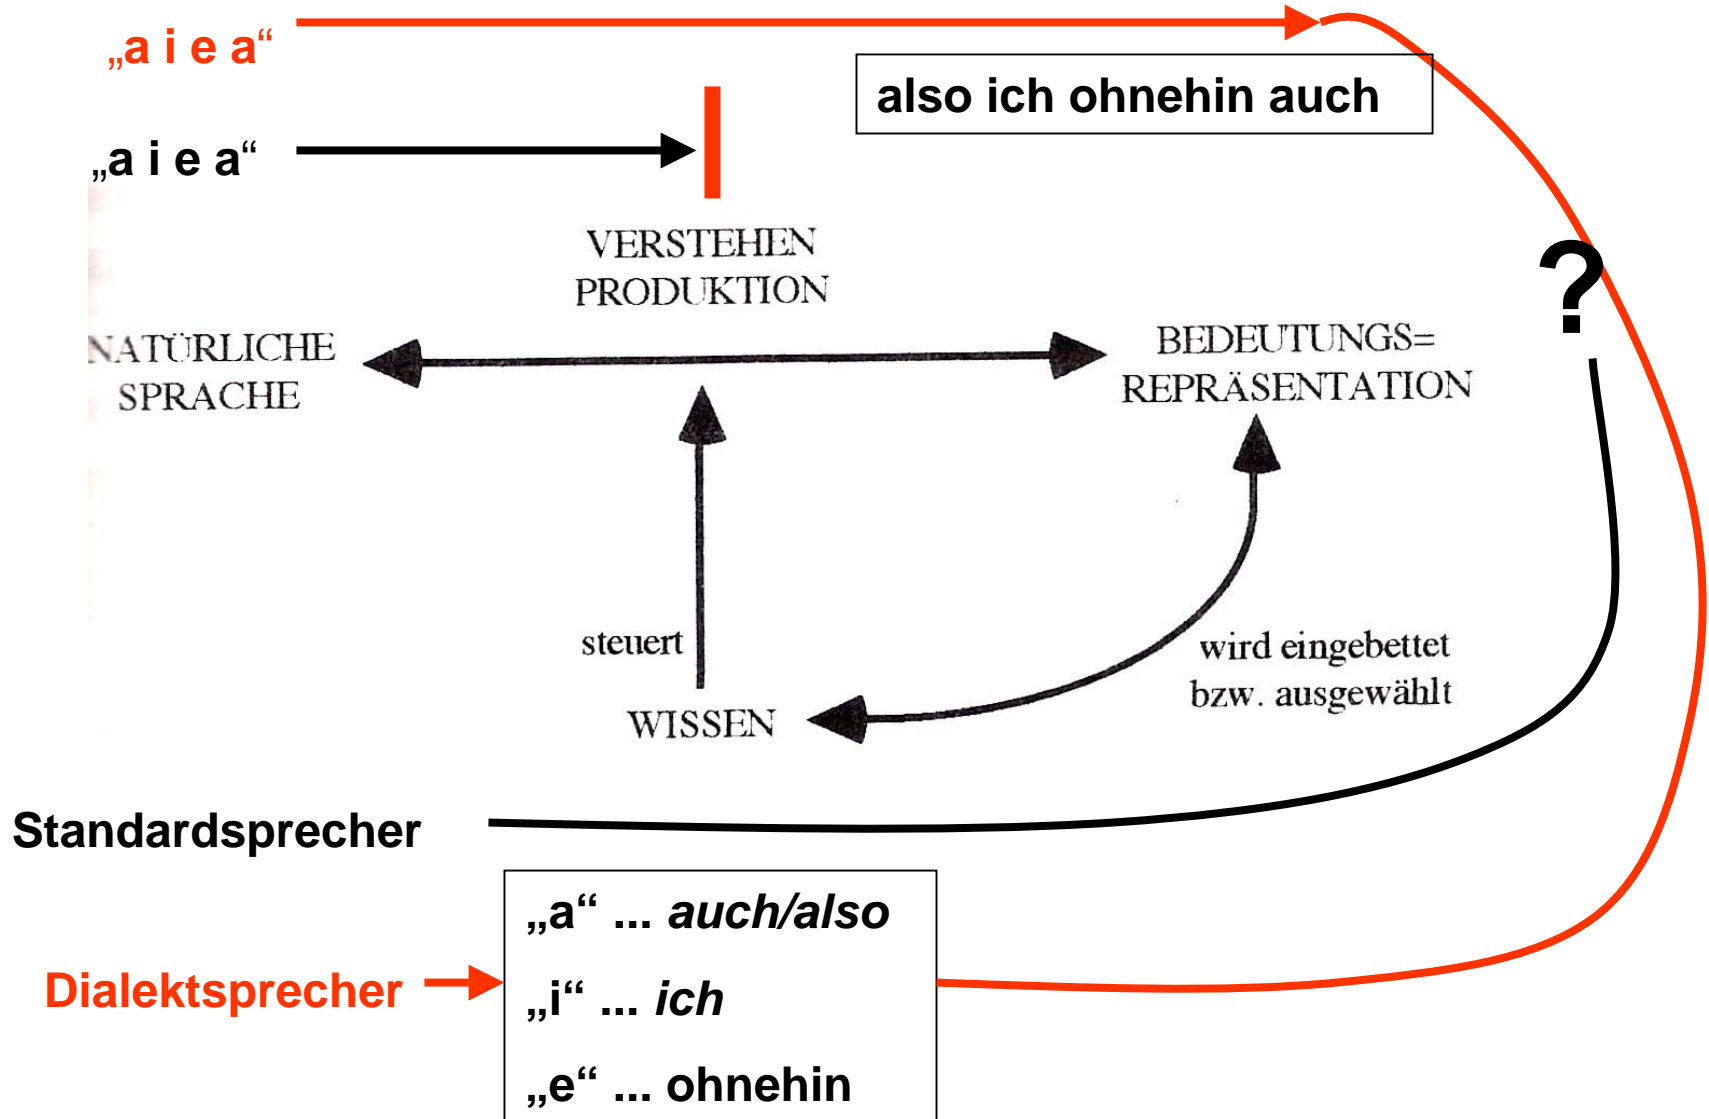 „a i e a“
also ich ohnehin auch
„a i e a“
VERSTEHEN
PRODUKTION
NATÜRLICHE
SPRACHE
BEDEUTUNGS=
REPRÄSENTATION
?
steuert
wird eingebettet
bzw. ausgewählt
WISSEN
Standardsprecher
„a“ ... auch/also
Dialektsprecher
„i“ ... ich
„e“ ... ohnehin